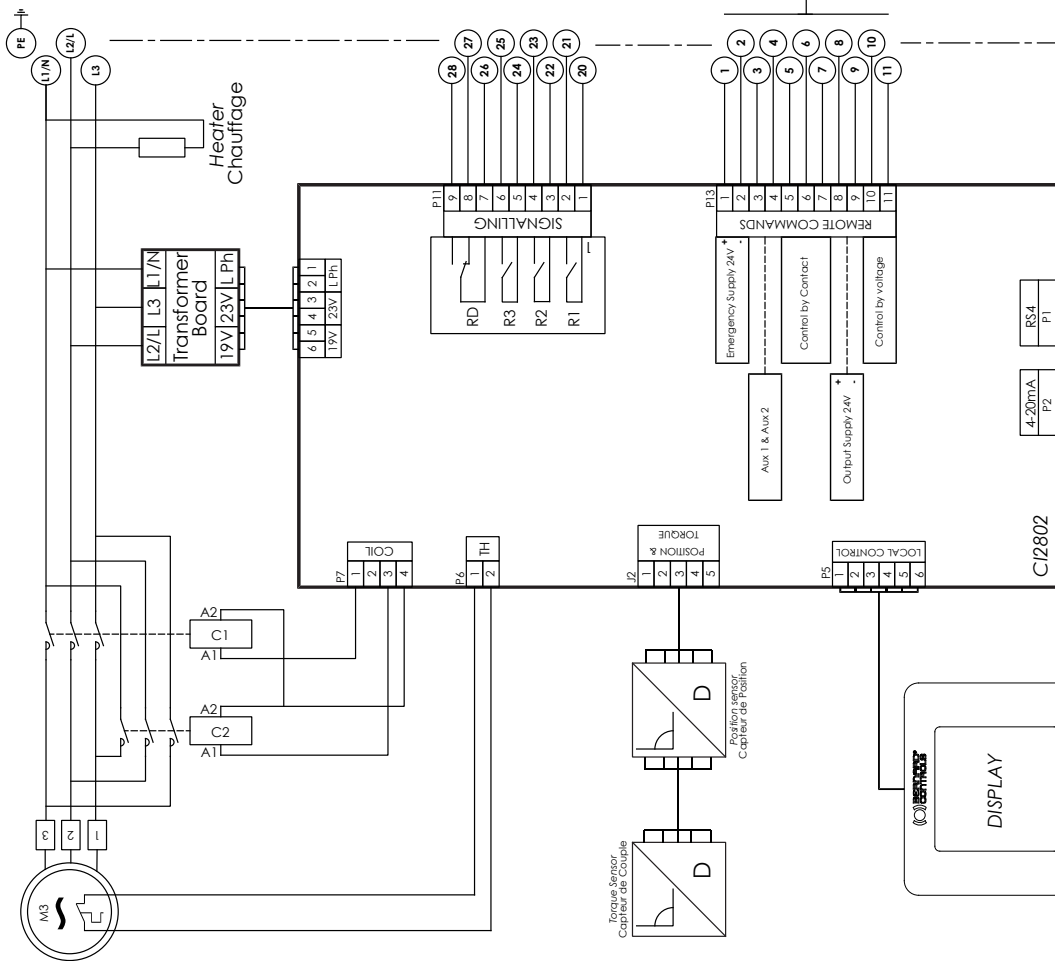 PE
L1/N
L2/L
L3
Heater
Chauffage
L2/L L3 L1/N
Transformer
Board
19V 23V L Ph
6 5 4 3 2 1
19V 23V L Ph
28 27 26 25 24 23 22 21 20
P11
9 8 7 6 5 4 3 2 1
SIGNALLING
RD
R3
R2
R1
1
1 2 3 4 5 6 7 8 9 10 11
P13
1 2 3 4 5 6 7 8 9 10 11
REMOTE COMMANDS
Emergency Supply 24V + -
Aux 1 & Aux 2
Control by Contact
Output Supply 24V + -
Control by voltage
RS4
P1
4-20mA
P2
CI2802
P7
COIL
1 2 3 4
P6
TH
1 2
J2
POSITION &
TORQUE
1 2 3 4 5
P5
LOCAL CONTROL
1 2 3 4 5 6
A2
C1
A1
A2
C2
A1
3
2
1
M3
D
Position sensor
Capteur de Position
Torque Sensor
Capteur de Couple
D
BERNARD
CONTROLS
DISPLAY